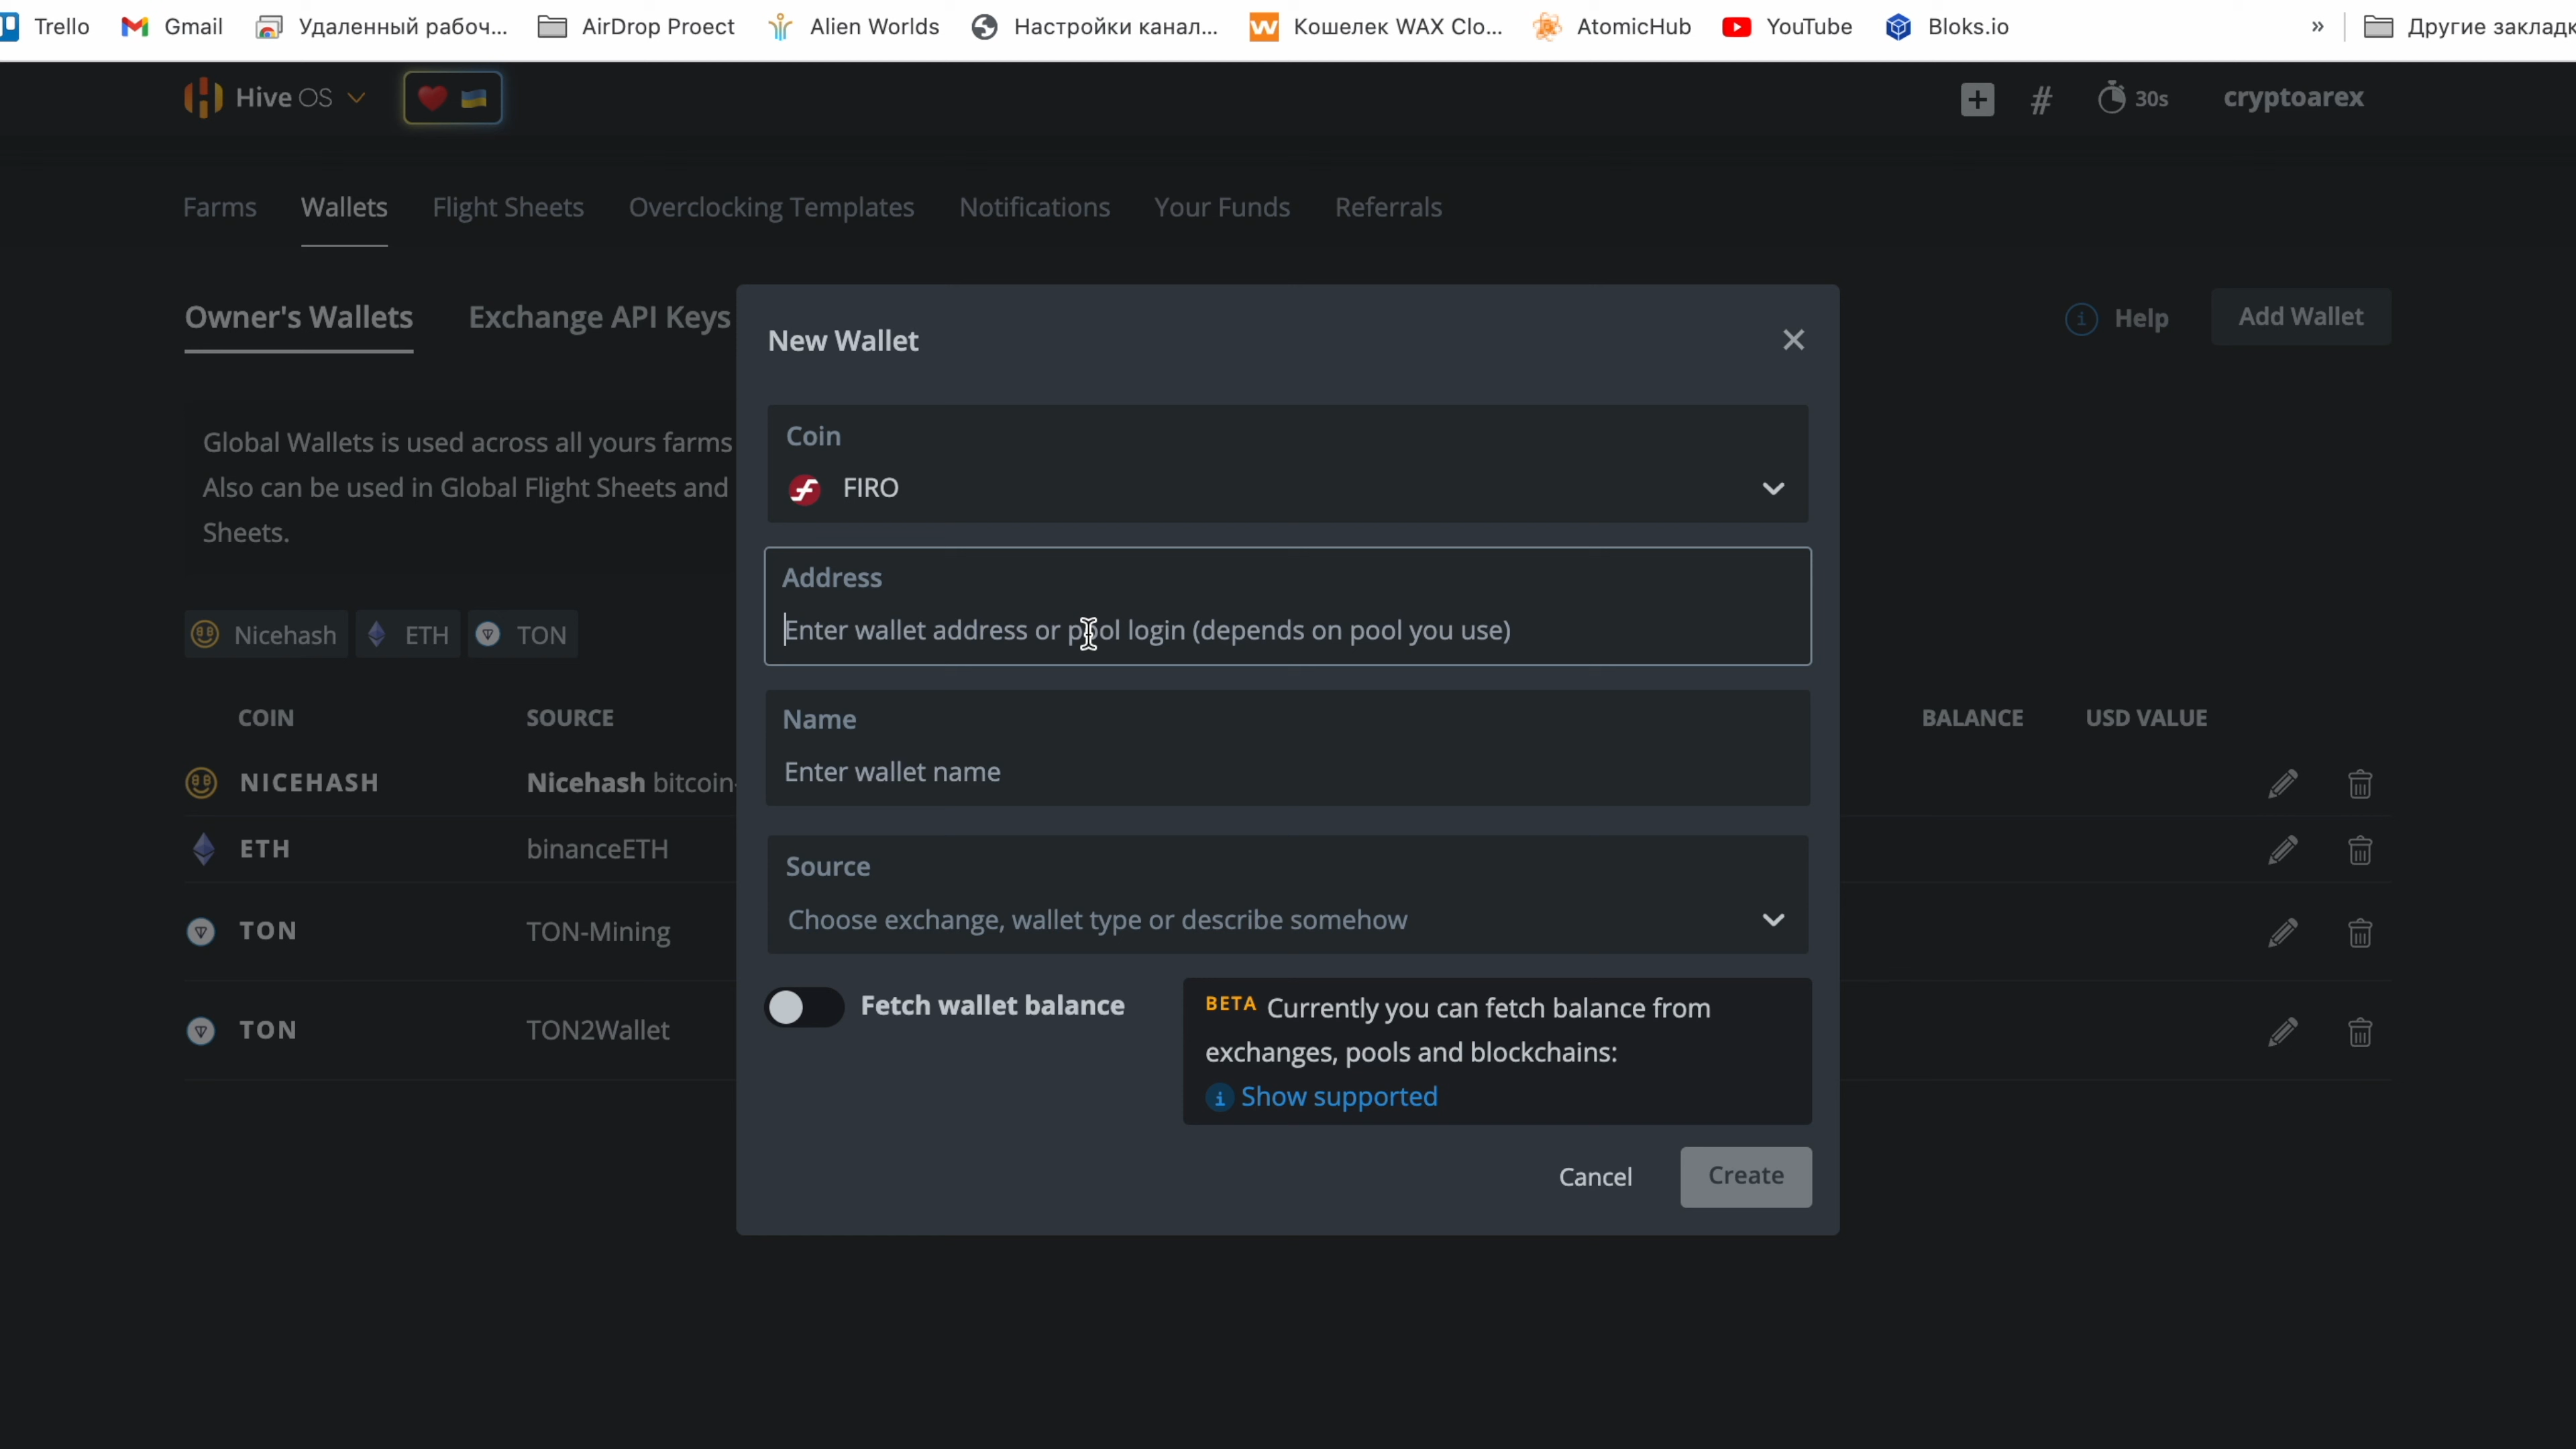 Trello Gmail Удаленный рабоч... AirDrop Proect Alien Worlds Настройки канал... Кошелек WAX Clo... AtomicHub YouTube Bloks.io » Другие заклад
Hive OS 30s cryptoarex
Farms Wallets Flight Sheets Overclocking Templates Notifications Your Funds Referrals
Owner's Wallets Exchange API Keys Help Add Wallet
Global Wallets is used across all yours farms
Also can be used in Global Flight Sheets and
Sheets.
Nicehash ETH TON
COIN SOURCE BALANCE USD VALUE
NICEHASH Nicehash bitcoin-
ETH binanceETH
TON TON-Mining
TON TON2Wallet
New Wallet
Coin
FIRO
Address
Enter wallet address or pool login (depends on pool you use)
Name
Enter wallet name
Source
Choose exchange, wallet type or describe somehow
Fetch wallet balance
BETA Currently you can fetch balance from
exchanges, pools and blockchains:
Show supported
Cancel Create